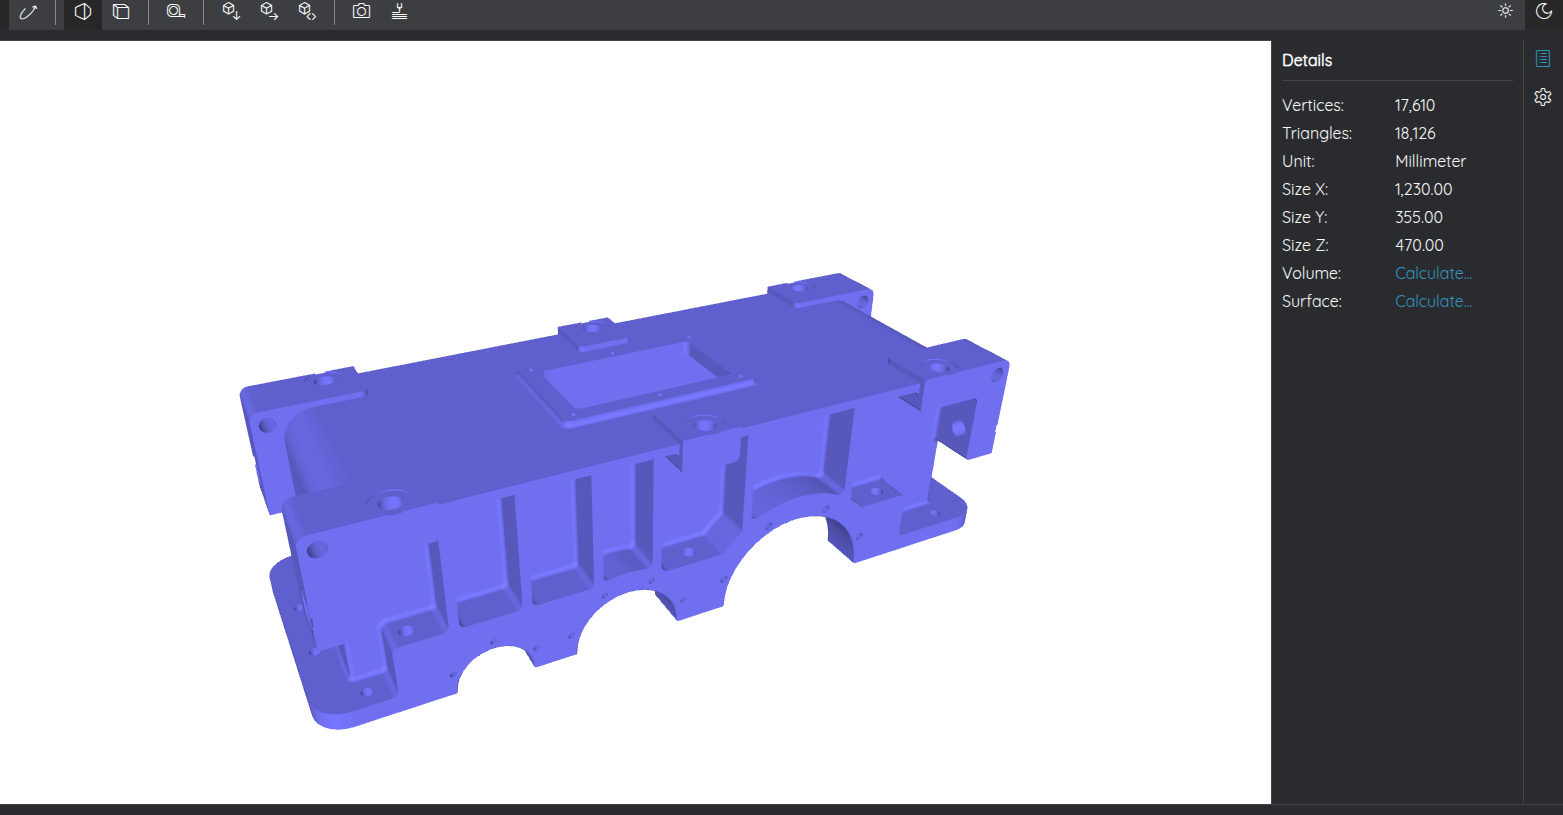 Details
Vertices: 17,610
Triangles: 18,126
Unit: Millimeter
Size X: 1,230.00
Size Y: 355.00
Size Z: 470.00
Volume: Calculate...
Surface: Calculate...